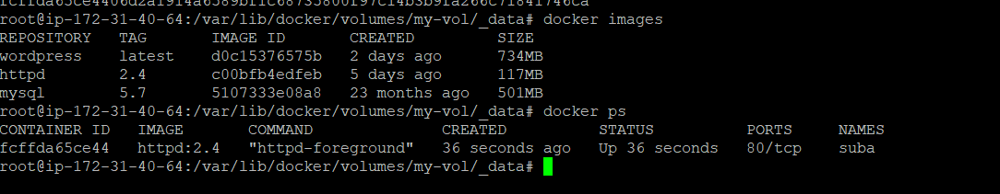 root@ip-172-31-40-64:/var/lib/docker/volumes/my-vol/_data# docker images
REPOSITORY   TAG       IMAGE ID       CREATED         SIZE
wordpress    latest    d0c15376575b   2 days ago      734MB
httpd        2.4       c00bfb4edfeb   5 days ago      117MB
mysql        5.7       5107333e08a8   23 months ago   501MB
root@ip-172-31-40-64:/var/lib/docker/volumes/my-vol/_data# docker ps
CONTAINER ID   IMAGE       COMMAND              CREATED          STATUS          PORTS     NAMES
fcffda65ce44   httpd:2.4   "httpd-foreground"   36 seconds ago   Up 36 seconds   80/tcp    suba
root@ip-172-31-40-64:/var/lib/docker/volumes/my-vol/_data#